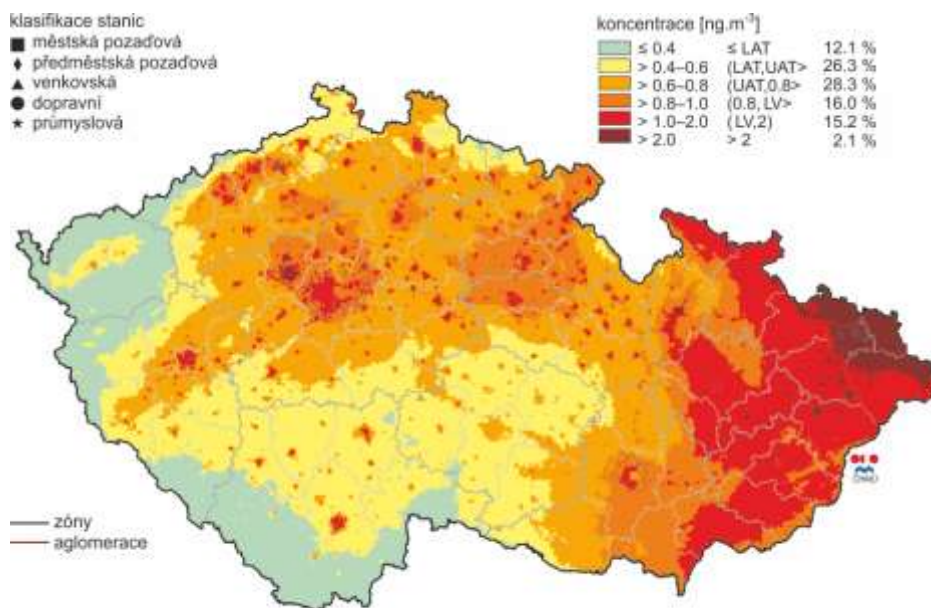 klasifikace stanic
městská pozaďová
předměstská pozaďová
venkovská
dopravní
průmyslová
koncentrace [ng.m⁻³]
≤ 0.4 ≤ LAT 12.1 %
> 0.4–0.6 (LAT,UAT> 26.3 %
> 0.6–0.8 (UAT,0.8> 28.3 %
> 0.8–1.0 (0.8, LV> 16.0 %
> 1.0–2.0 (LV,2) 15.2 %
> 2.0 > 2 2.1 %
zóny
aglomerace